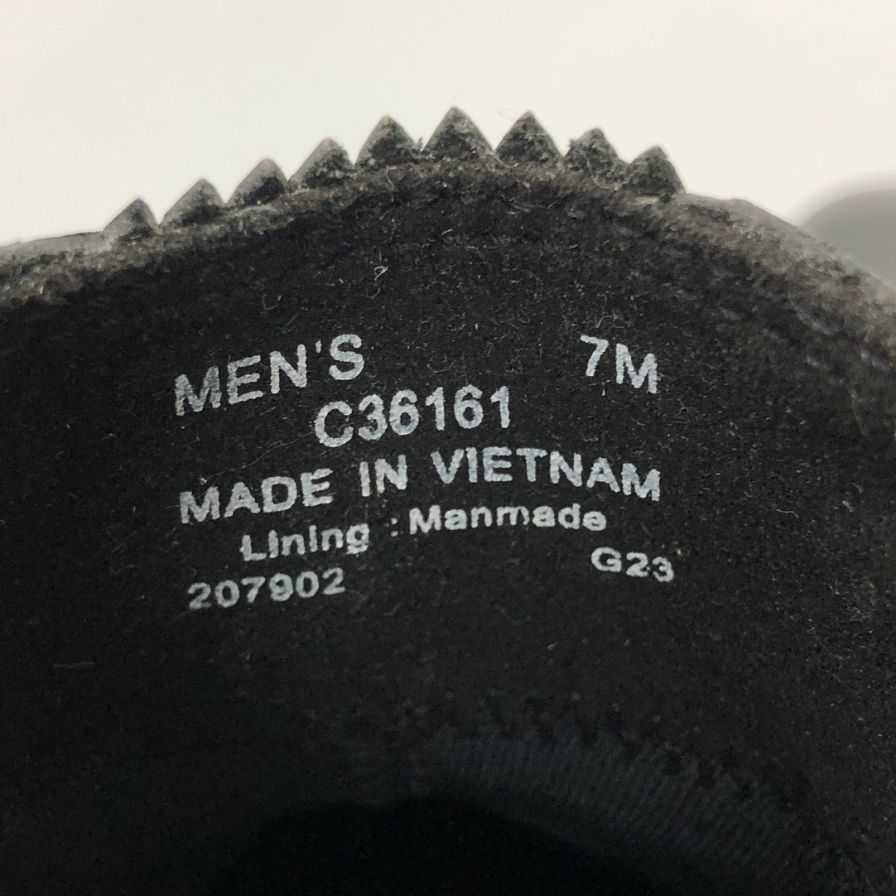 MEN'S 7M
C36161
MADE IN VIETNAM
Lining : Manmade
207902 G23